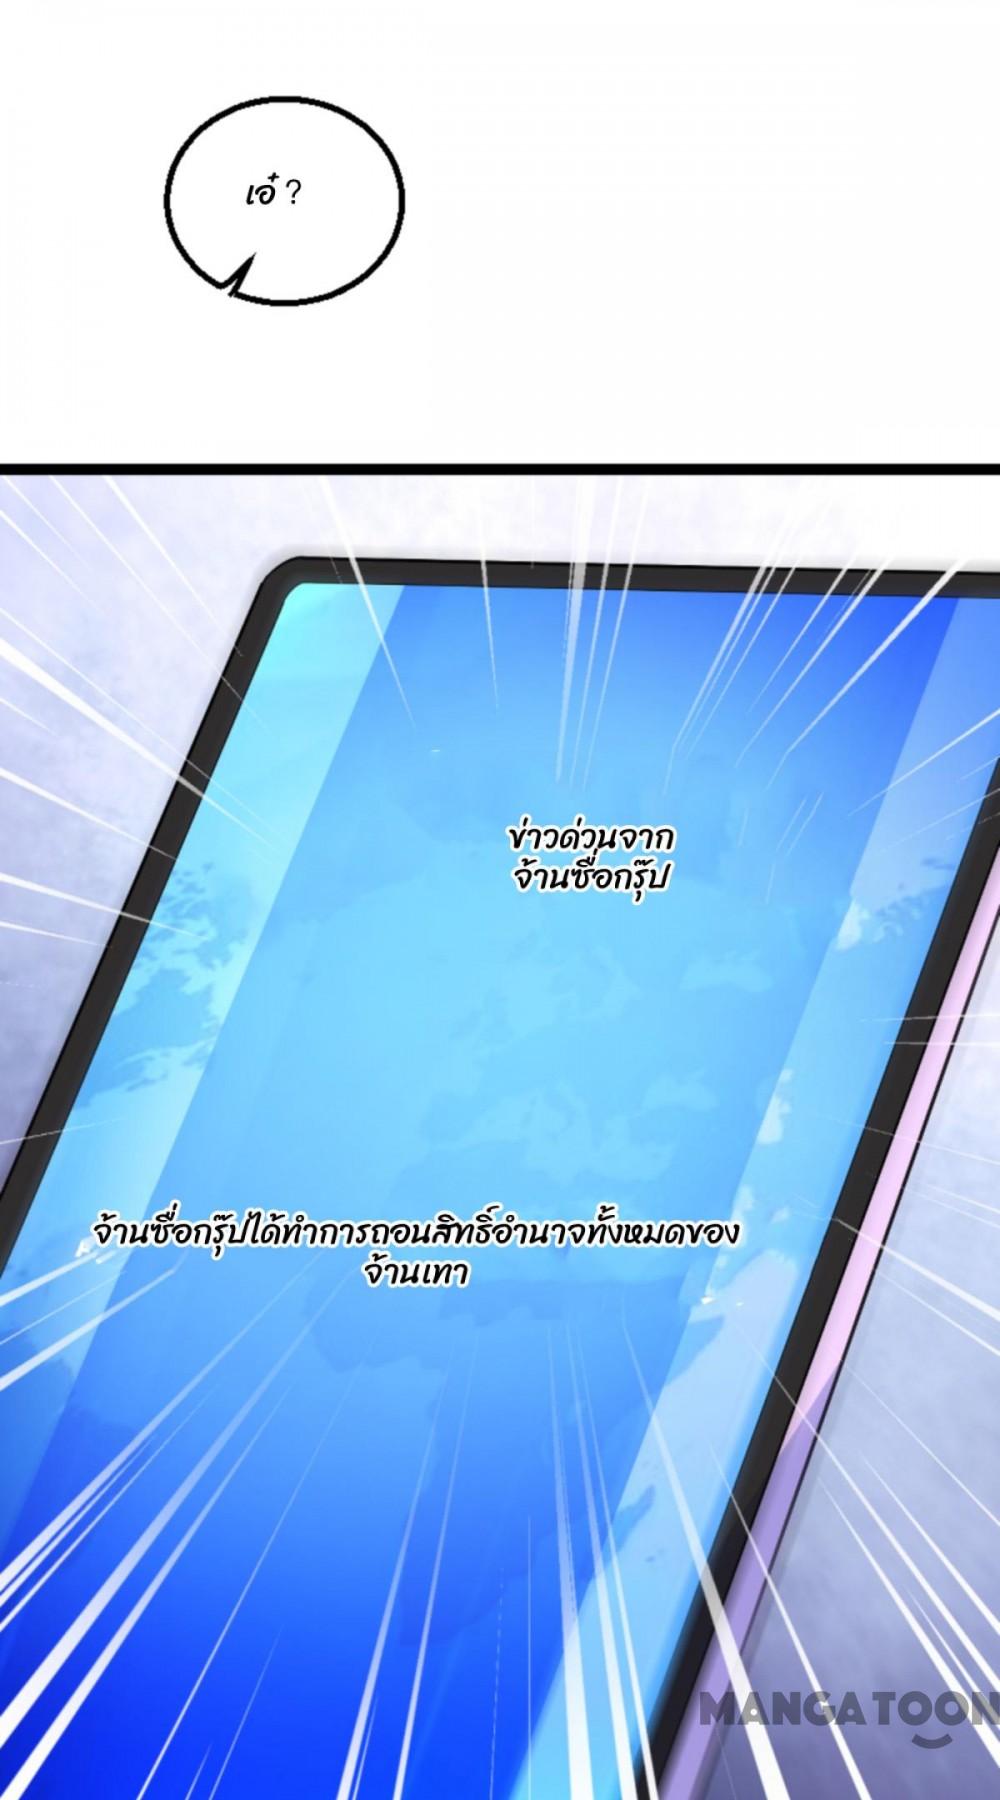 เอ๋ ?
ข่าวด่วนจาก
จ้านซื่อกรุ๊ป
จ้านซื่อกรุ๊ปได้ทำการถอนสิทธิ์อำนาจทั้งหมดของ
จ้านเทา
MANGATOON